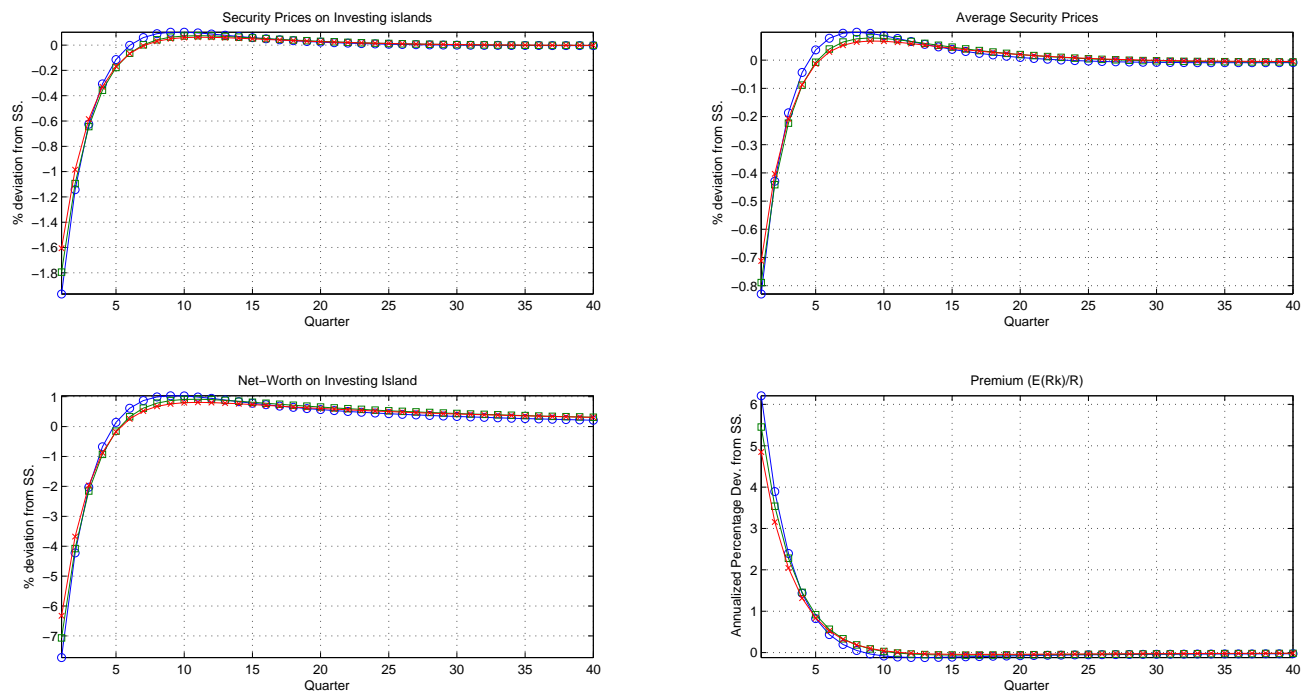 Security Prices on Investing islands
% deviation from SS.
0
−0.2
−0.4
−0.6
−0.8
−1
−1.2
−1.4
−1.6
−1.8
5 10 15 20 25 30 35 40
Quarter
Average Security Prices
% deviation from SS.
0
−0.1
−0.2
−0.3
−0.4
−0.5
−0.6
−0.7
−0.8
5 10 15 20 25 30 35 40
Quarter
Net−Worth on Investing Island
% deviation from SS.
1
0
−1
−2
−3
−4
−5
−6
−7
5 10 15 20 25 30 35 40
Quarter
Premium (E(Rk)/R)
Annualized Percentage Dev. from SS.
6
5
4
3
2
1
0
5 10 15 20 25 30 35 40
Quarter